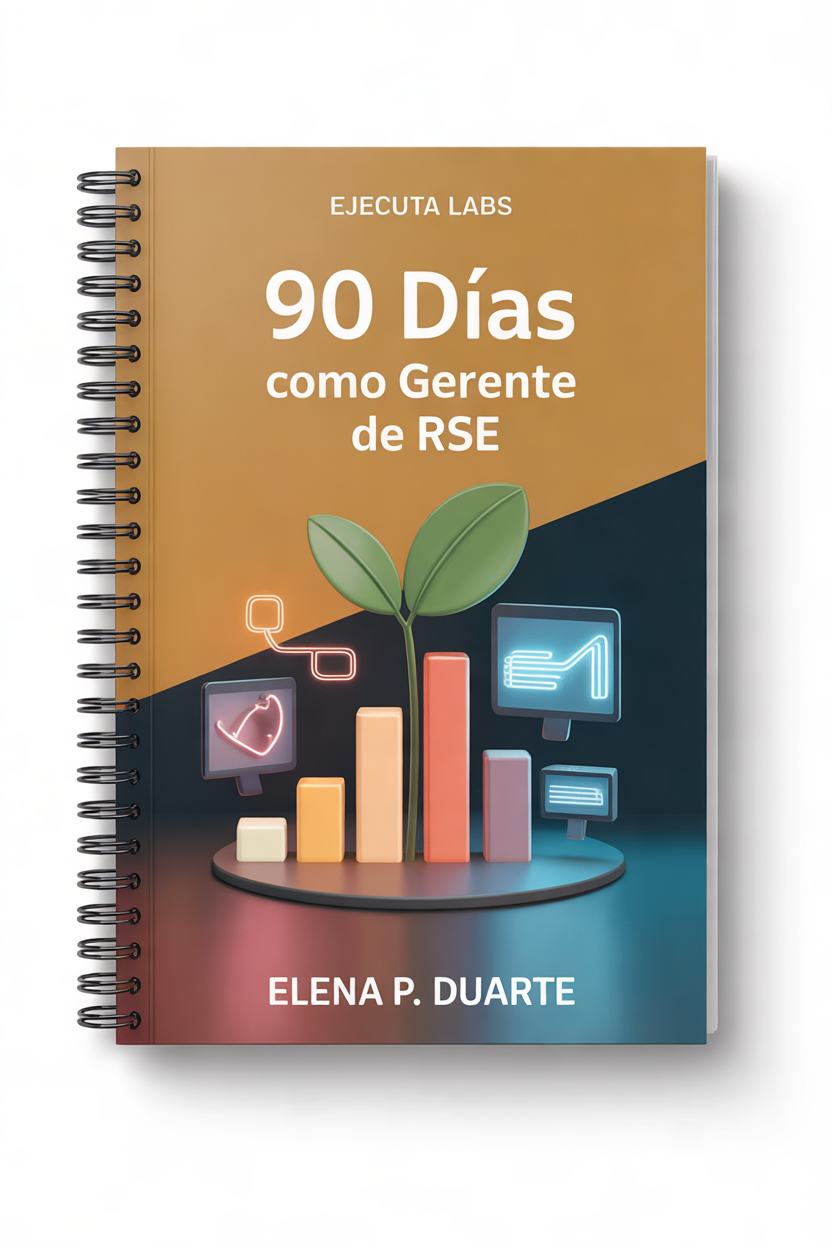 EJECUTA LABS
90 Días
como Gerente
de RSE
ELENA P. DUARTE